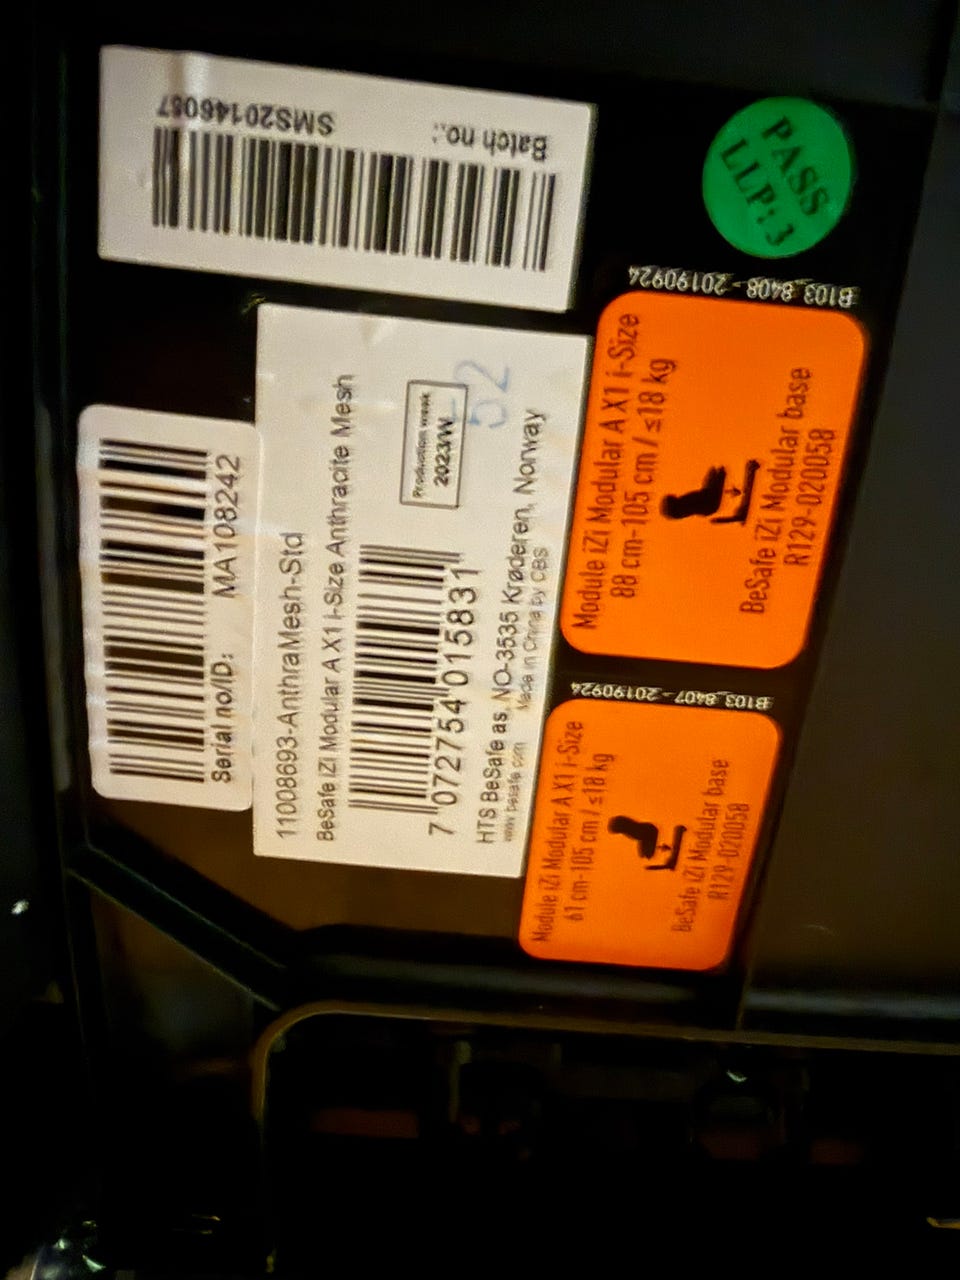 Batch no.:
SMS20146087
PASS
LLP: 3
Serial no/ID: MA108242
11008693-AnthraMesh-Std
BeSafe iZi Modular A X1 i-Size Anthracite Mesh
Production week
2023/W
52
7 072754 015831
HTS BeSafe as, NO-3535 Krøderen, Norway
www.besafe.com Made in China by CBS
B103_8408 - 20190924
Module iZi Modular A X1 i-Size
88 cm-105 cm / ≤18 kg
BeSafe iZi Modular base
R129-020058
B103_8407 - 20190924
Module iZi Modular A X1 i-Size
61 cm-105 cm / ≤18 kg
BeSafe iZi Modular base
R129-020058